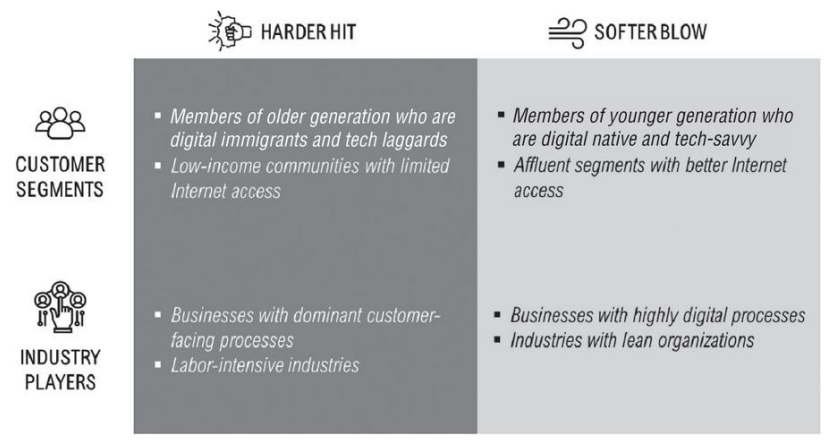 HARDER HIT
SOFTER BLOW
CUSTOMER
SEGMENTS
▪ Members of older generation who are
digital immigrants and tech laggards
▪ Low-income communities with limited
Internet access
▪ Members of younger generation who
are digital native and tech-savvy
▪ Affluent segments with better Internet
access
INDUSTRY
PLAYERS
▪ Businesses with dominant customer-
facing processes
▪ Labor-intensive industries
▪ Businesses with highly digital processes
▪ Industries with lean organizations